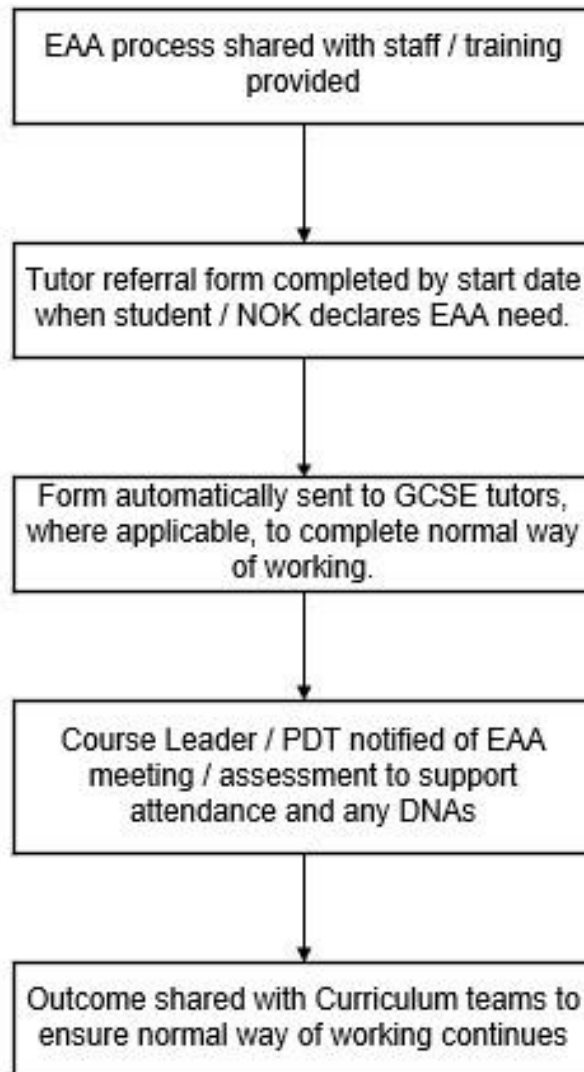 EAA process shared with staff / training
provided
Tutor referral form completed by start date
when student / NOK declares EAA need.
Form automatically sent to GCSE tutors,
where applicable, to complete normal way
of working.
Course Leader / PDT notified of EAA
meeting / assessment to support
attendance and any DNAs
Outcome shared with Curriculum teams to
ensure normal way of working continues